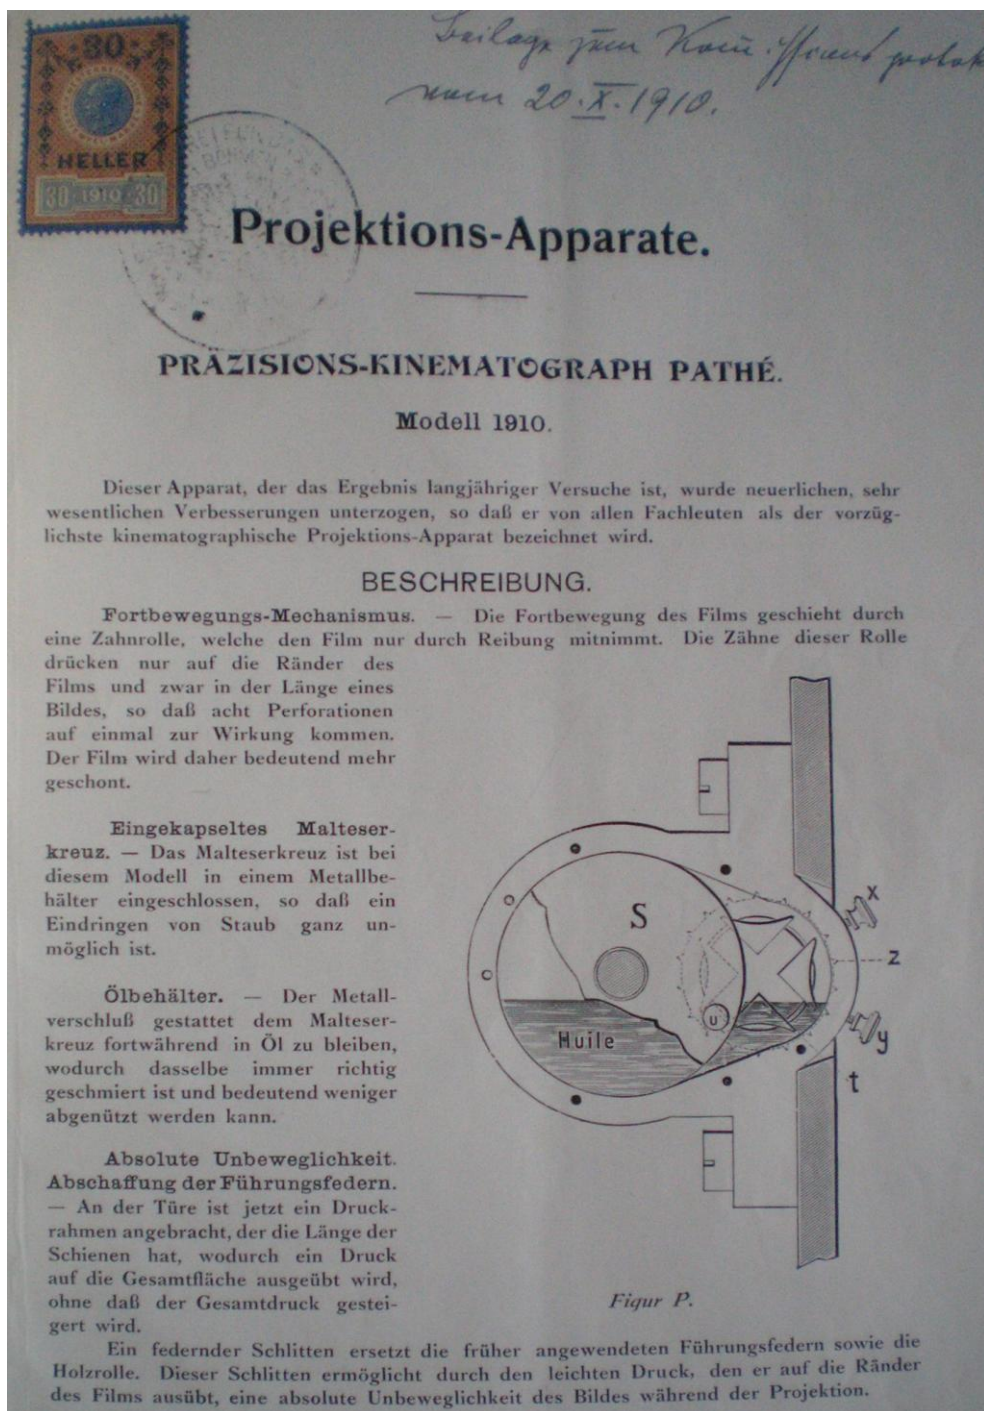 30
HELLER
30 1910 30
Beilage zum
vom 20.X.1910.
Projektions-Apparate.
PRÄZISIONS-KINEMATOGRAPH PATHÉ.
Modell 1910.
Dieser Apparat, der das Ergebnis langjähriger Versuche ist, wurde neuerlichen, sehr
wesentlichen Verbesserungen unterzogen, so daß er von allen Fachleuten als der vorzüg-
lichste kinematographische Projektions-Apparat bezeichnet wird.
BESCHREIBUNG.
Fortbewegungs-Mechanismus. — Die Fortbewegung des Films geschieht durch
eine Zahnrolle, welche den Film nur durch Reibung mitnimmt. Die Zähne dieser Rolle
drücken nur auf die Ränder des
Films und zwar in der Länge eines
Bildes, so daß acht Perforationen
auf einmal zur Wirkung kommen.
Der Film wird daher bedeutend mehr
geschont.
Eingekapseltes Malteser-
kreuz. — Das Malteserkreuz ist bei
diesem Modell in einem Metallbe-
hälter eingeschlossen, so daß ein
Eindringen von Staub ganz un-
möglich ist.
Ölbehälter. — Der Metall-
verschluß gestattet dem Malteser-
kreuz fortwährend in Öl zu bleiben,
wodurch dasselbe immer richtig
geschmiert ist und bedeutend weniger
abgenützt werden kann.
Absolute Unbeweglichkeit.
Abschaffung der Führungsfedern.
— An der Türe ist jetzt ein Druck-
rahmen angebracht, der die Länge der
Schienen hat, wodurch ein Druck
auf die Gesamtfläche ausgeübt wird,
ohne daß der Gesamtdruck gestei-
gert wird.
S
x
z
U
Huile
y
t
Figur P.
Ein federnder Schlitten ersetzt die früher angewendeten Führungsfedern sowie die
Holzrolle. Dieser Schlitten ermöglicht durch den leichten Druck, den er auf die Ränder
des Films ausübt, eine absolute Unbeweglichkeit des Bildes während der Projektion.